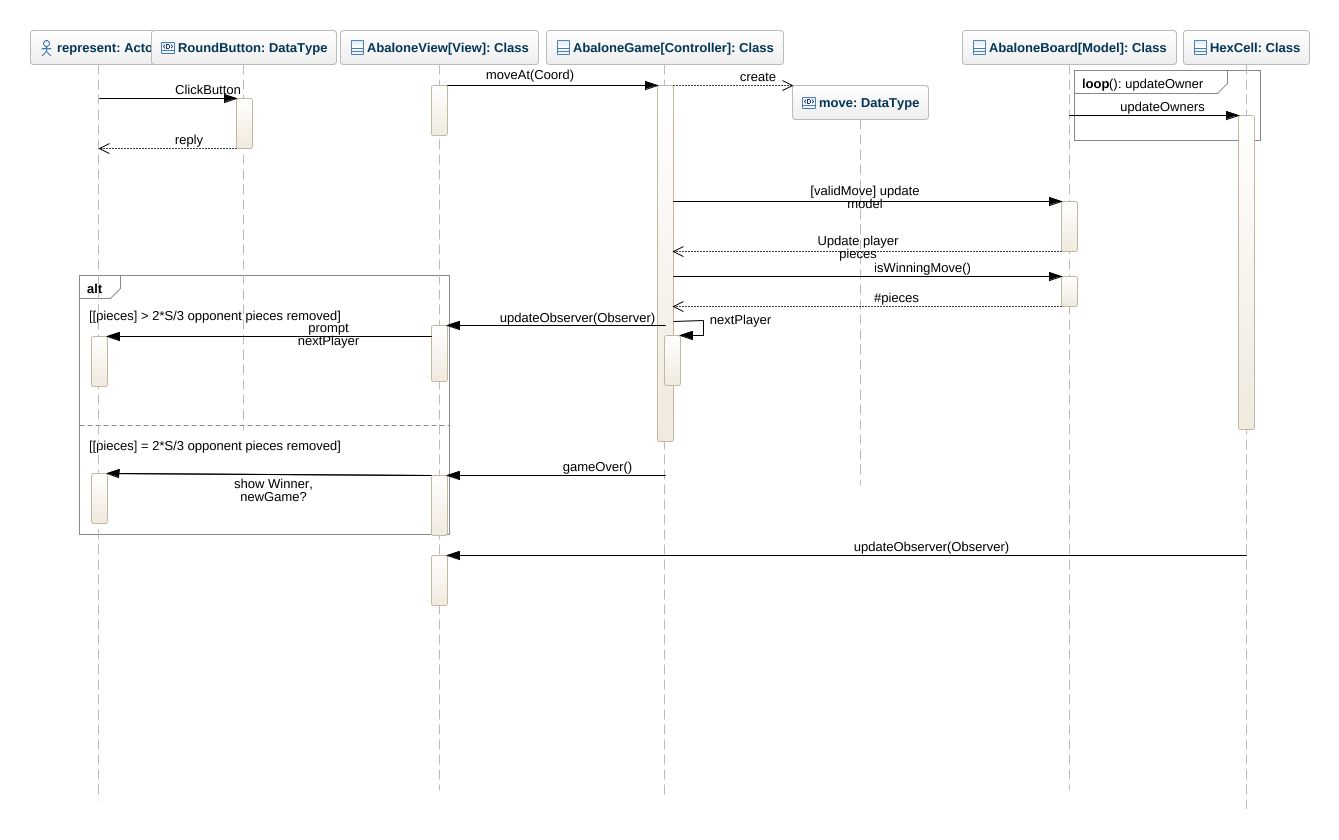 represent: Acto
RoundButton: DataType
AbaloneView[View]: Class
AbaloneGame[Controller]: Class
AbaloneBoard[Model]: Class
HexCell: Class
moveAt(Coord)
create
loop(): updateOwner
ClickButton
move: DataType
updateOwners
reply
[validMove] update
model
Update player
pieces
isWinningMove()
alt
#pieces
[[pieces] > 2*S/3 opponent pieces removed]
updateObserver(Observer)
nextPlayer
prompt
nextPlayer
[[pieces] = 2*S/3 opponent pieces removed]
gameOver()
show Winner,
newGame?
updateObserver(Observer)